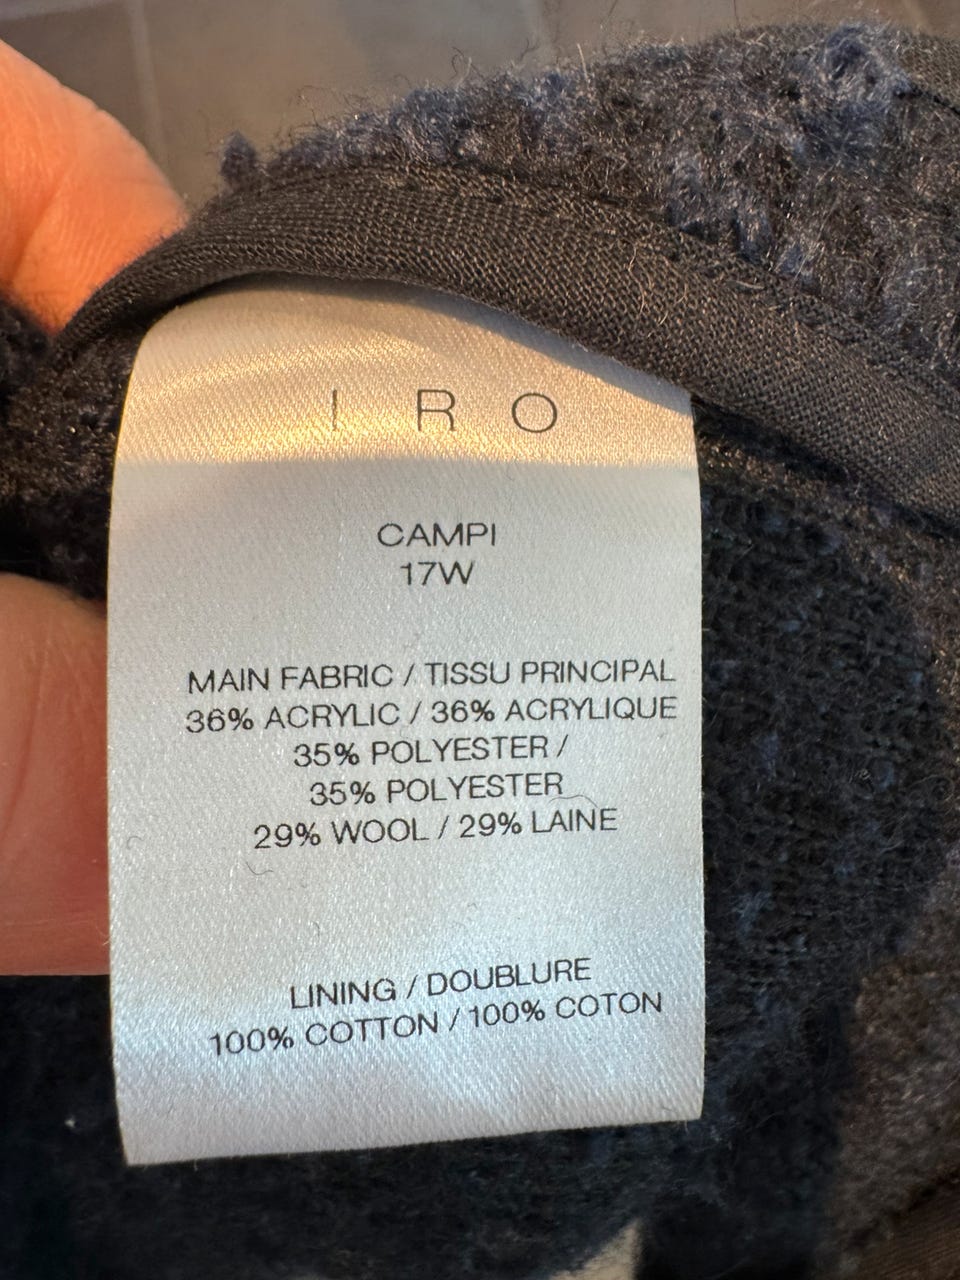 IRO
CAMPI
17W
MAIN FABRIC / TISSU PRINCIPAL
36% ACRYLIC / 36% ACRYLIQUE
35% POLYESTER /
35% POLYESTER
29% WOOL / 29% LAINE
LINING / DOUBLURE
100% COTTON / 100% COTON